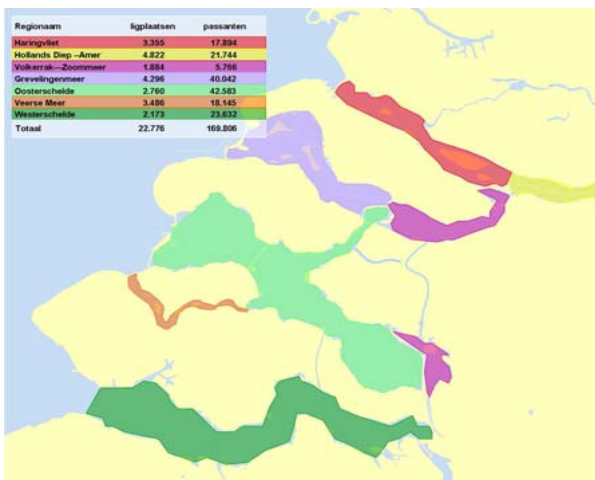 Regionaam ligplaatsen passanten
Haringvliet 3.355 17.894
Hollands Diep –Amer 4.822 21.744
Volkerrak—Zoommeer 1.884 5.766
Grevelingenmeer 4.296 40.042
Oosterschelde 2.760 42.583
Veerse Meer 3.486 18.145
Westerschelde 2.173 23.632
Totaal 22.776 169.806